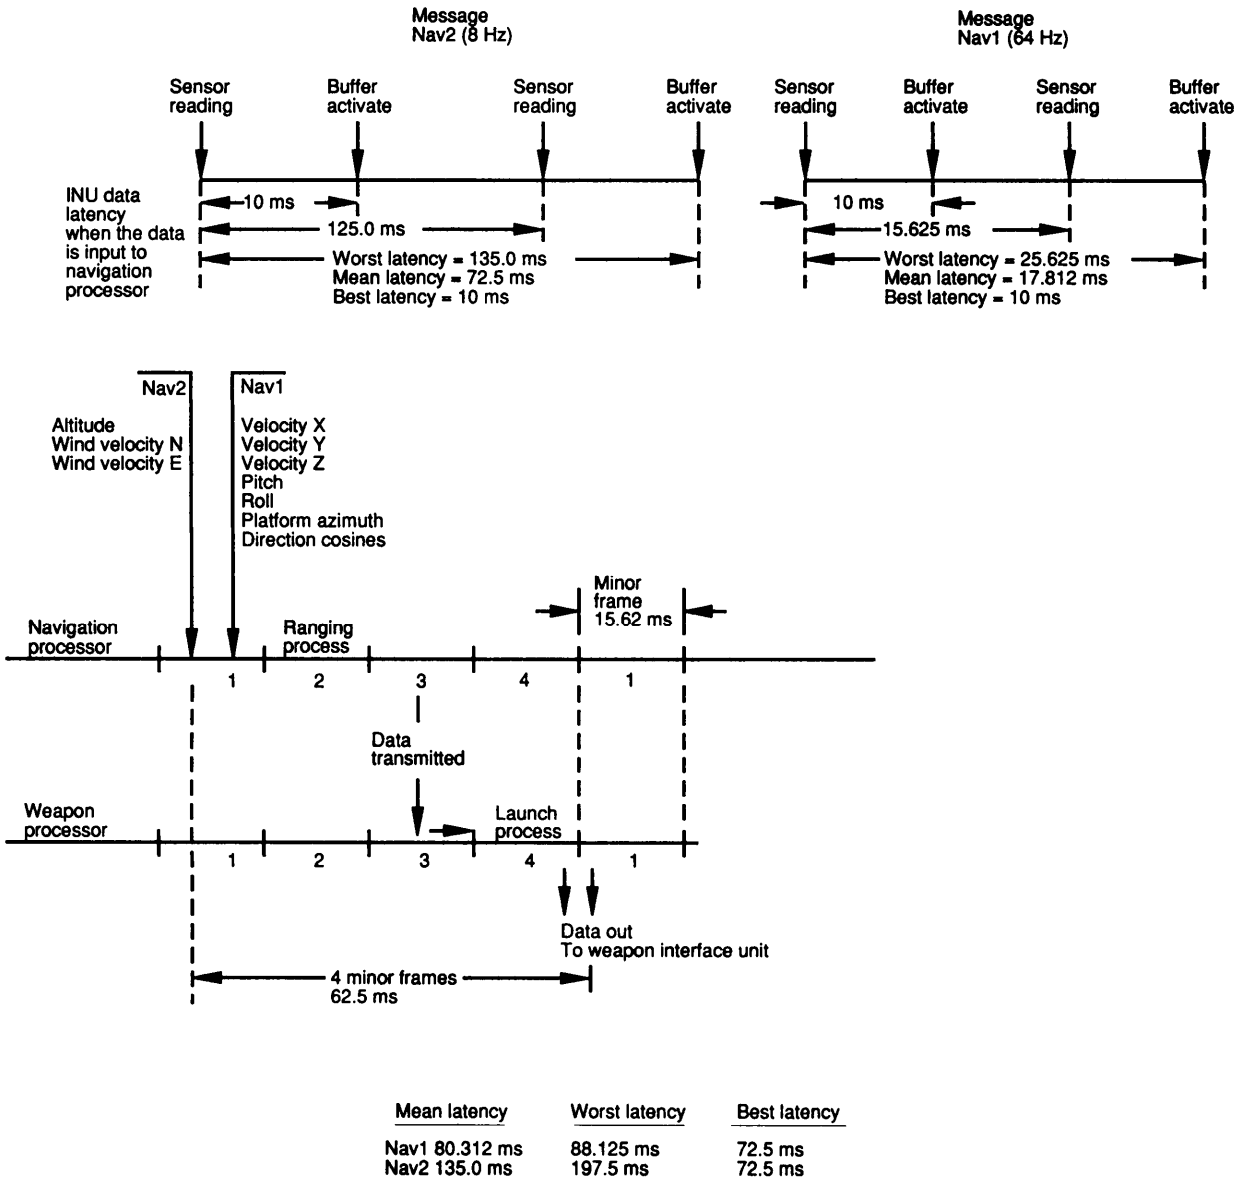 Message
Nav2 (8 Hz)
Message
Nav1 (64 Hz)
Sensor
reading
Buffer
activate
Sensor
reading
Buffer
activate
Sensor
reading
Buffer
activate
Sensor
reading
Buffer
activate
INU data
latency
when the data
is input to
navigation
processor
10 ms
125.0 ms
Worst latency = 135.0 ms
Mean latency = 72.5 ms
Best latency = 10 ms
10 ms
15.625 ms
Worst latency = 25.625 ms
Mean latency = 17.812 ms
Best latency = 10 ms
Nav2
Nav1
Altitude
Wind velocity N
Wind velocity E
Velocity X
Velocity Y
Velocity Z
Pitch
Roll
Platform azimuth
Direction cosines
Minor
frame
15.62 ms
Navigation
processor
Ranging
process
1 2 3 4 1
Data
transmitted
Weapon
processor
Launch
process
1 2 3 4 1
Data out
To weapon interface unit
4 minor frames
62.5 ms
Mean latency Worst latency Best latency
Nav1 80.312 ms 88.125 ms 72.5 ms
Nav2 135.0 ms 197.5 ms 72.5 ms